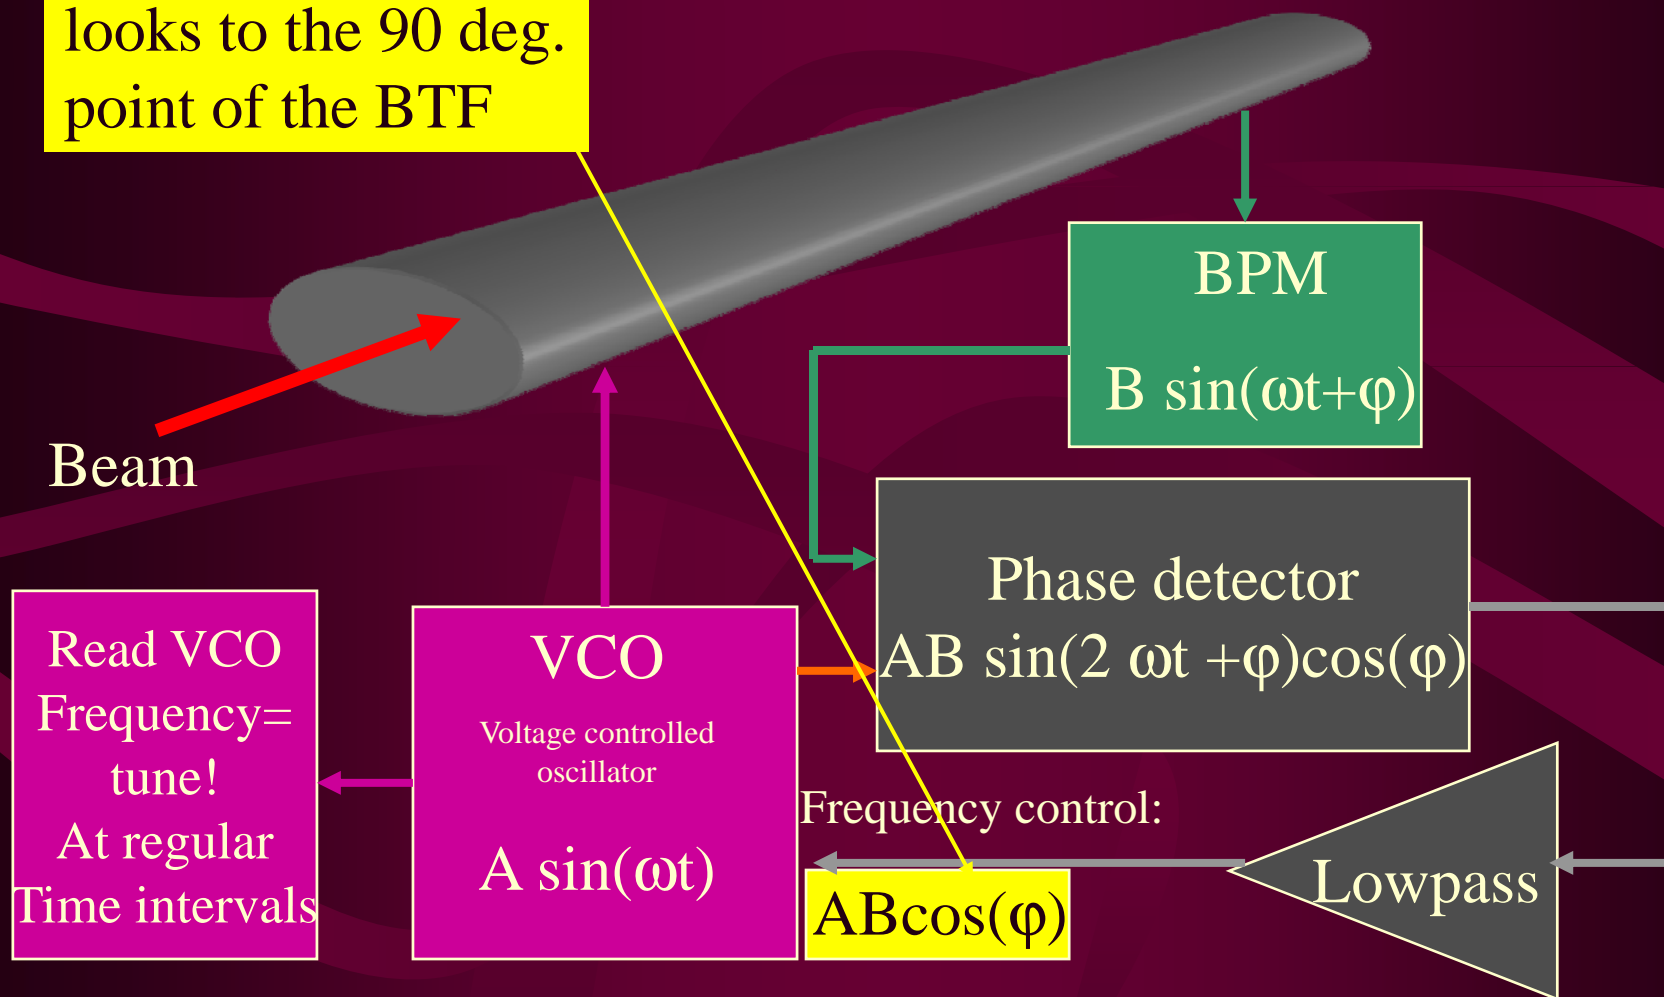 looks to the 90 deg.
point of the BTF
BPM
B sin(ωt+φ)
Beam
Phase detector
AB sin(2 ωt +φ)cos(φ)
Read VCO
Frequency=
tune!
At regular
Time intervals
VCO
Voltage controlled
oscillator
A sin(ωt)
Frequency control:
ABcos(φ)
Lowpass